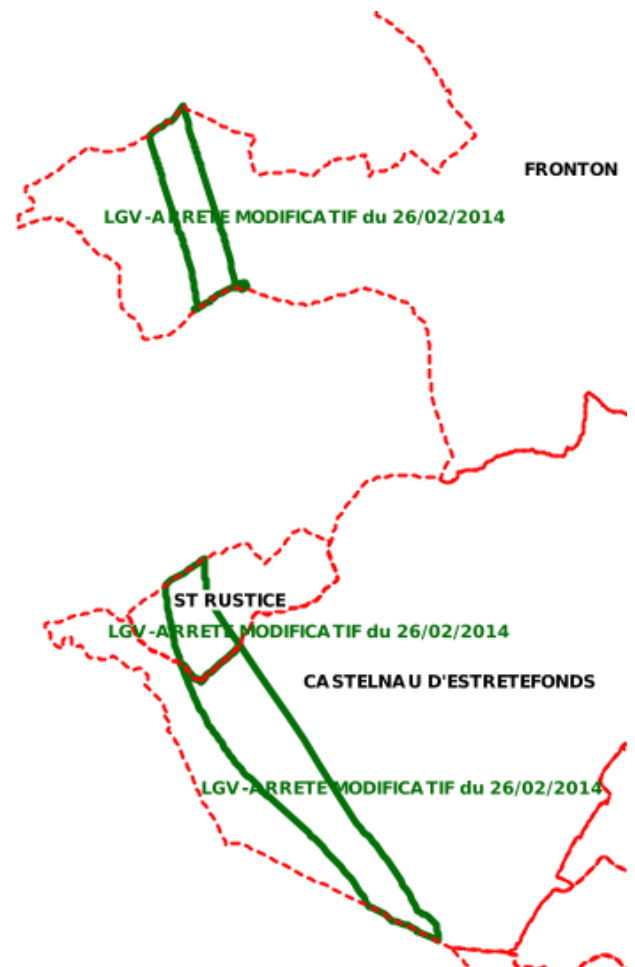 FRONTON
LGV-ARRETE MODIFICATIF du 26/02/2014
ST RUSTICE
LGV-ARRETE MODIFICATIF du 26/02/2014
CASTELNAU D'ESTRETEFONDS
LGV-ARRETE MODIFICATIF du 26/02/2014